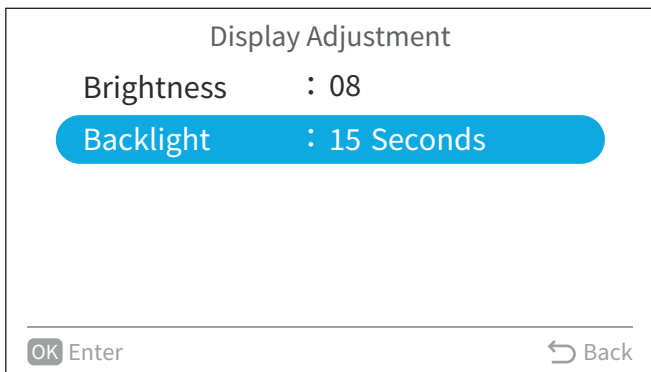 Display Adjustment
Brightness : 08
Backlight : 15 Seconds
OK Enter Back